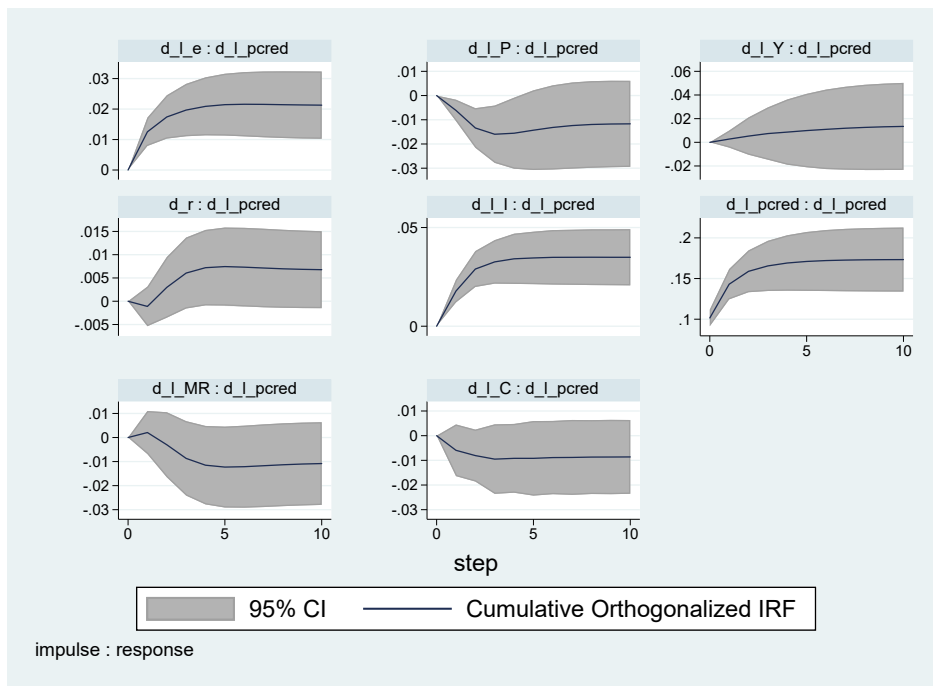 d_l_e : d_l_pcred
d_l_P : d_l_pcred
d_l_Y : d_l_pcred
.03
.02
.01
0
.01
0
-.01
-.02
-.03
.06
.04
.02
0
-.02
d_r : d_l_pcred
d_l_I : d_l_pcred
d_l_pcred : d_l_pcred
.015
.01
.005
0
-.005
.05
0
.2
.15
.1
0 5 10
d_l_MR : d_l_pcred
d_l_C : d_l_pcred
.01
0
-.01
-.02
-.03
0 5 10
.01
0
-.01
-.02
-.03
0 5 10
step
95% CI Cumulative Orthogonalized IRF
impulse : response